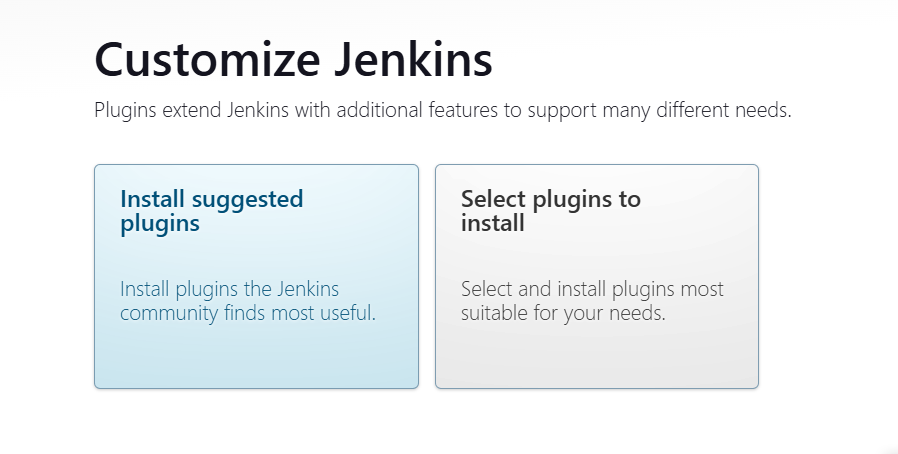 Customize Jenkins
Plugins extend Jenkins with additional features to support many different needs.
Install suggested
plugins
Install plugins the Jenkins
community finds most useful.
Select plugins to
install
Select and install plugins most
suitable for your needs.